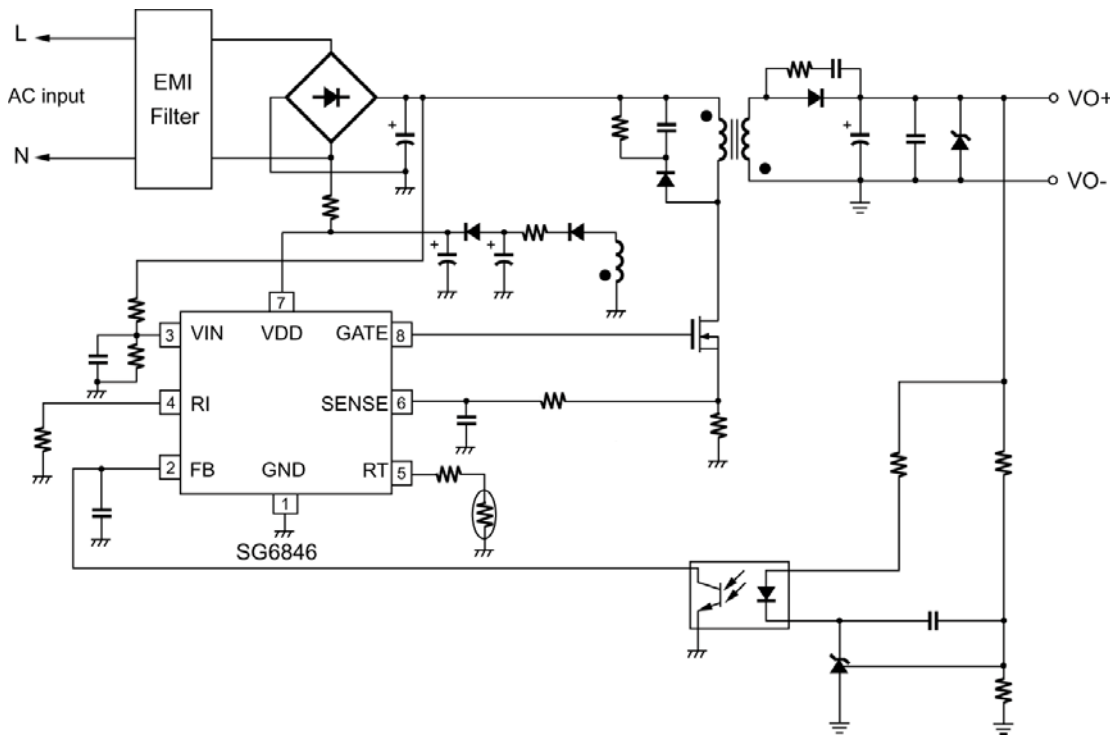 L
AC input
N
EMI
Filter
+
+
VO+
VO-
+
+
7
3
VIN
VDD
GATE
8
4
RI
SENSE
6
2
FB
GND
RT
5
1
SG6846